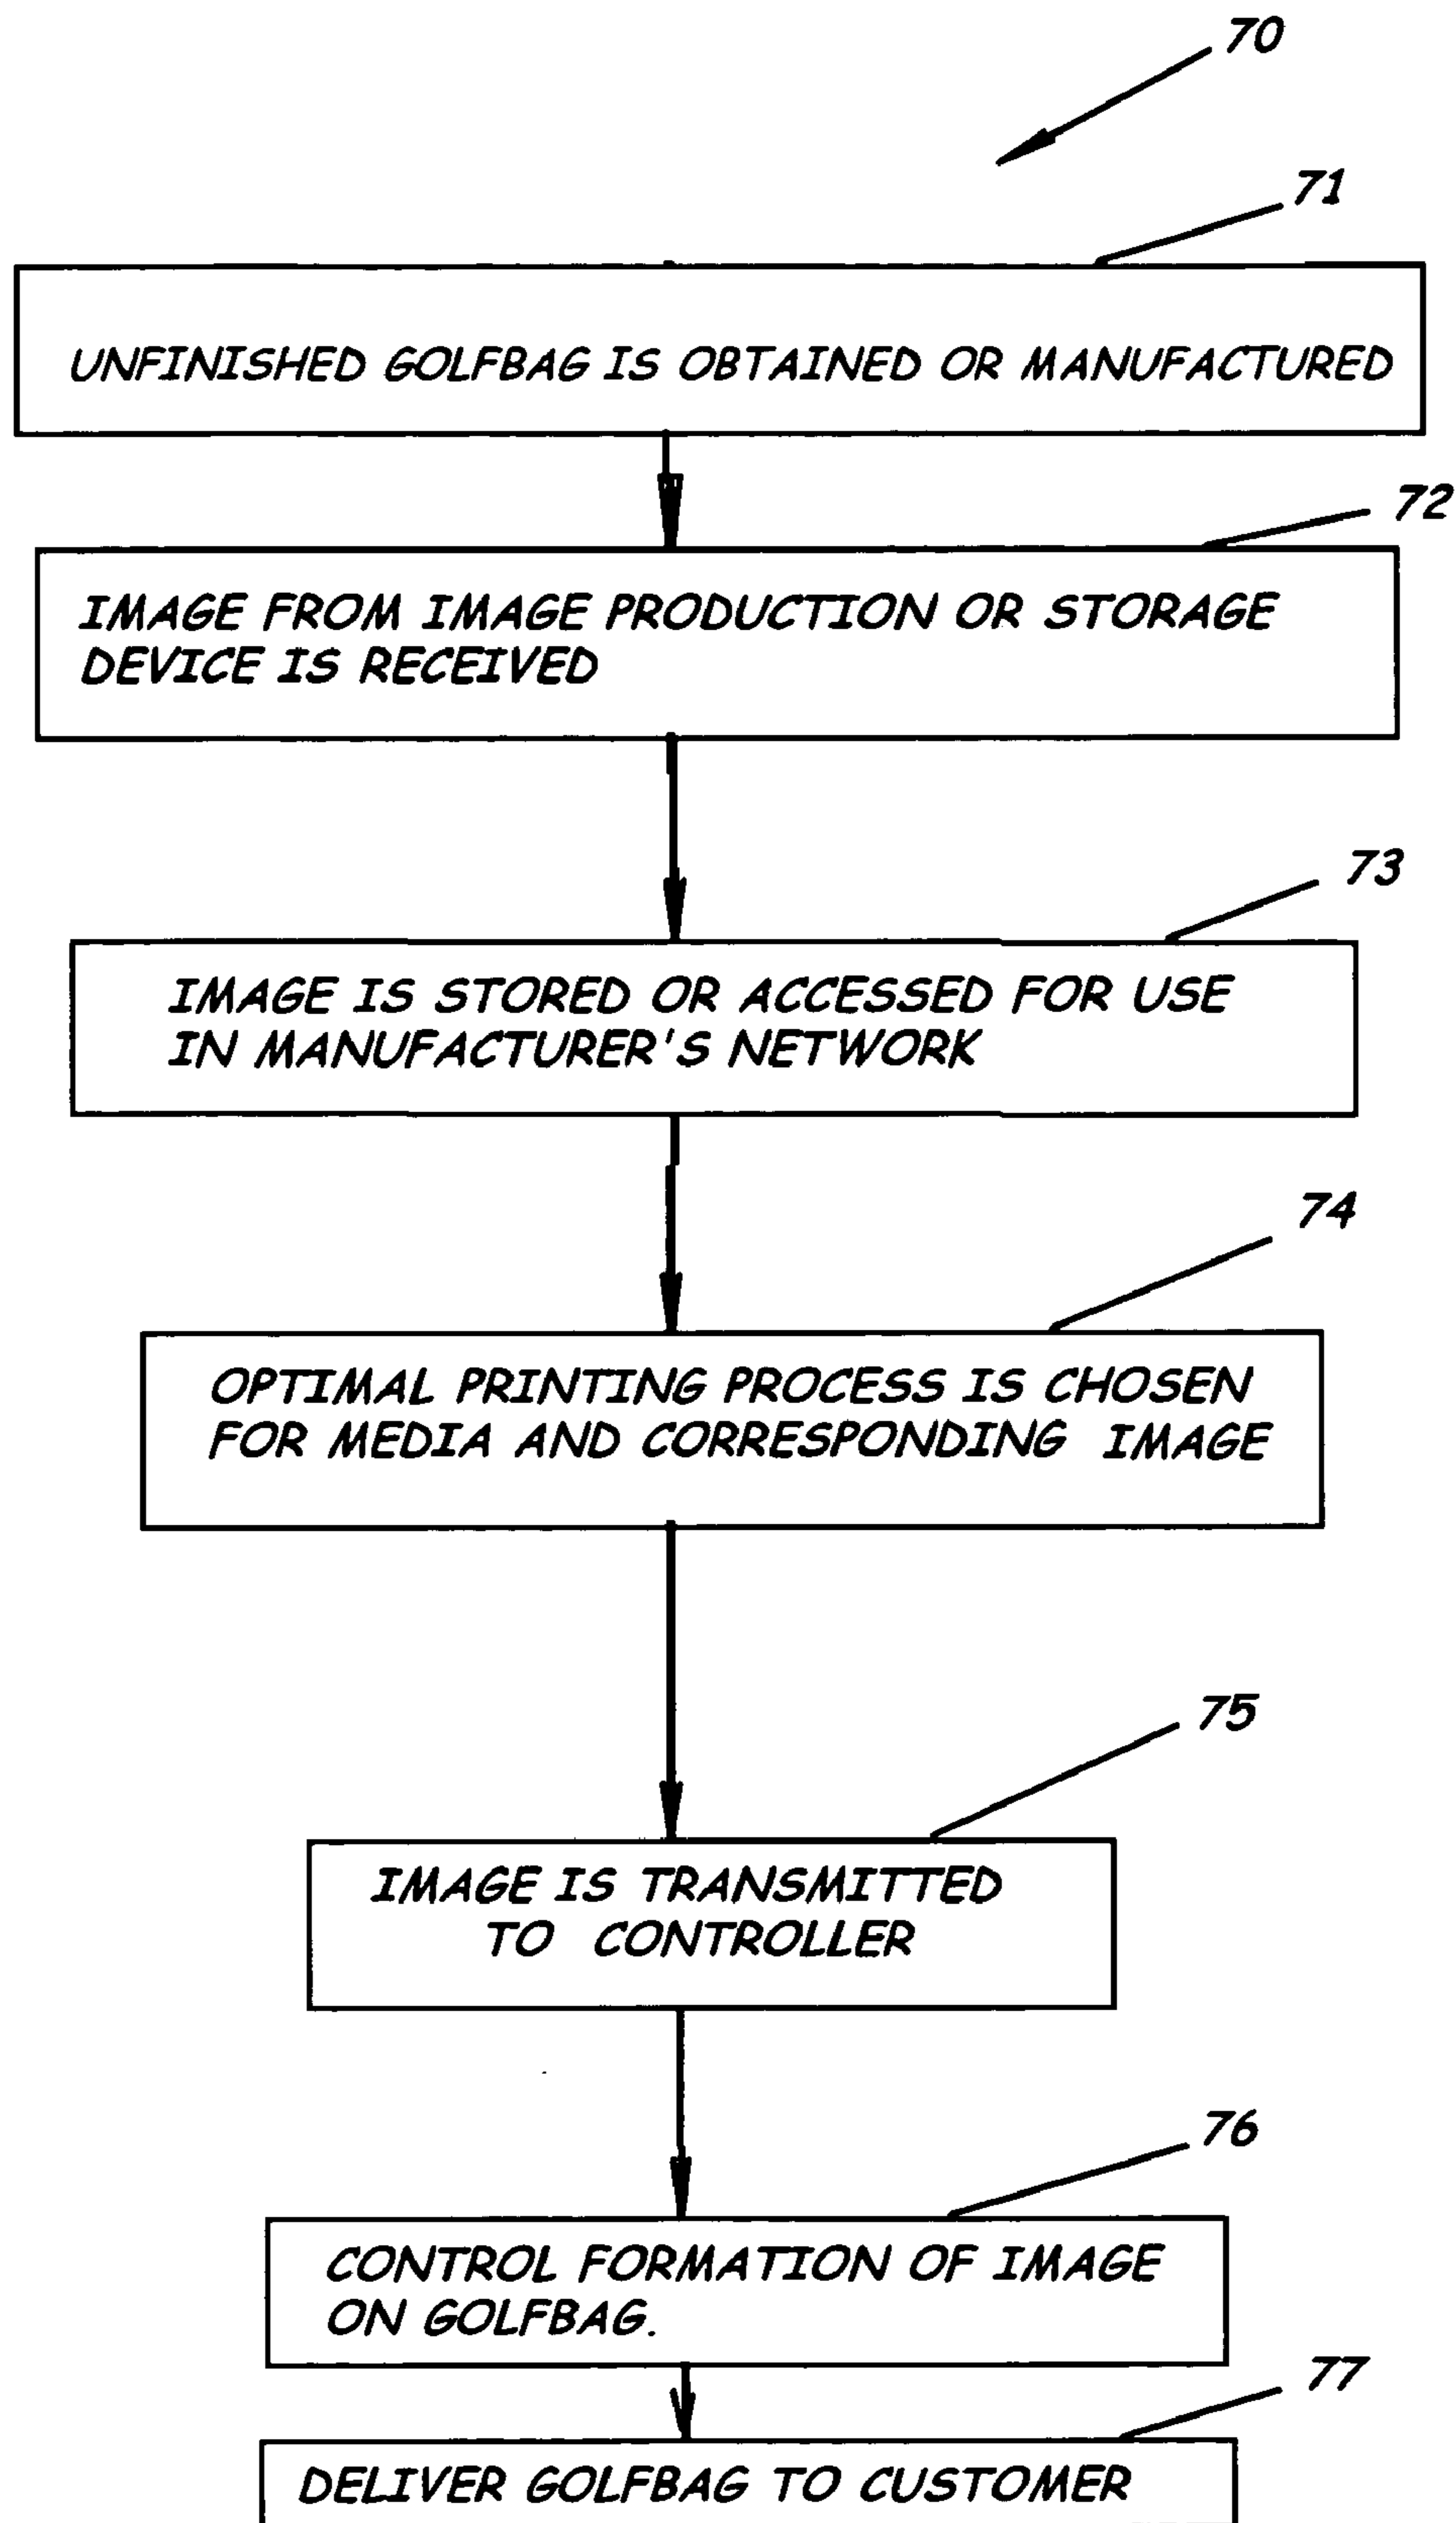 70
71
UNFINISHED GOLFBAG IS OBTAINED OR MANUFACTURED
72
IMAGE FROM IMAGE PRODUCTION OR STORAGE
DEVICE IS RECEIVED
73
IMAGE IS STORED OR ACCESSED FOR USE
IN MANUFACTURER'S NETWORK
74
OPTIMAL PRINTING PROCESS IS CHOSEN
FOR MEDIA AND CORRESPONDING IMAGE
75
IMAGE IS TRANSMITTED
TO CONTROLLER
76
CONTROL FORMATION OF IMAGE
ON GOLFBAG.
77
DELIVER GOLFBAG TO CUSTOMER